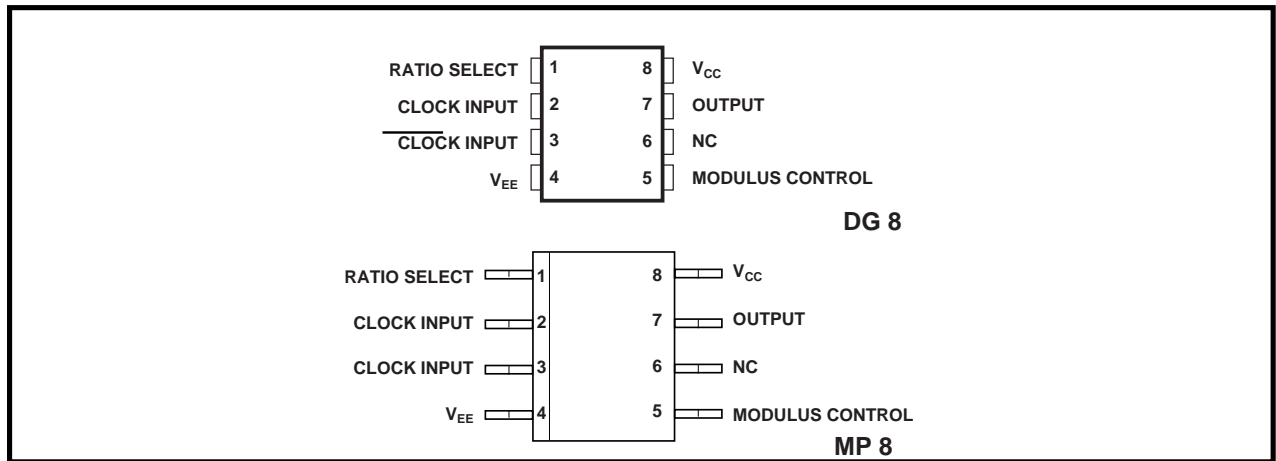 RATIO SELECT 1 8 VCC
CLOCK INPUT 2 7 OUTPUT
CLOCK INPUT 3 6 NC
VEE 4 5 MODULUS CONTROL
DG 8
RATIO SELECT 1 8 VCC
CLOCK INPUT 2 7 OUTPUT
CLOCK INPUT 3 6 NC
VEE 4 5 MODULUS CONTROL
MP 8